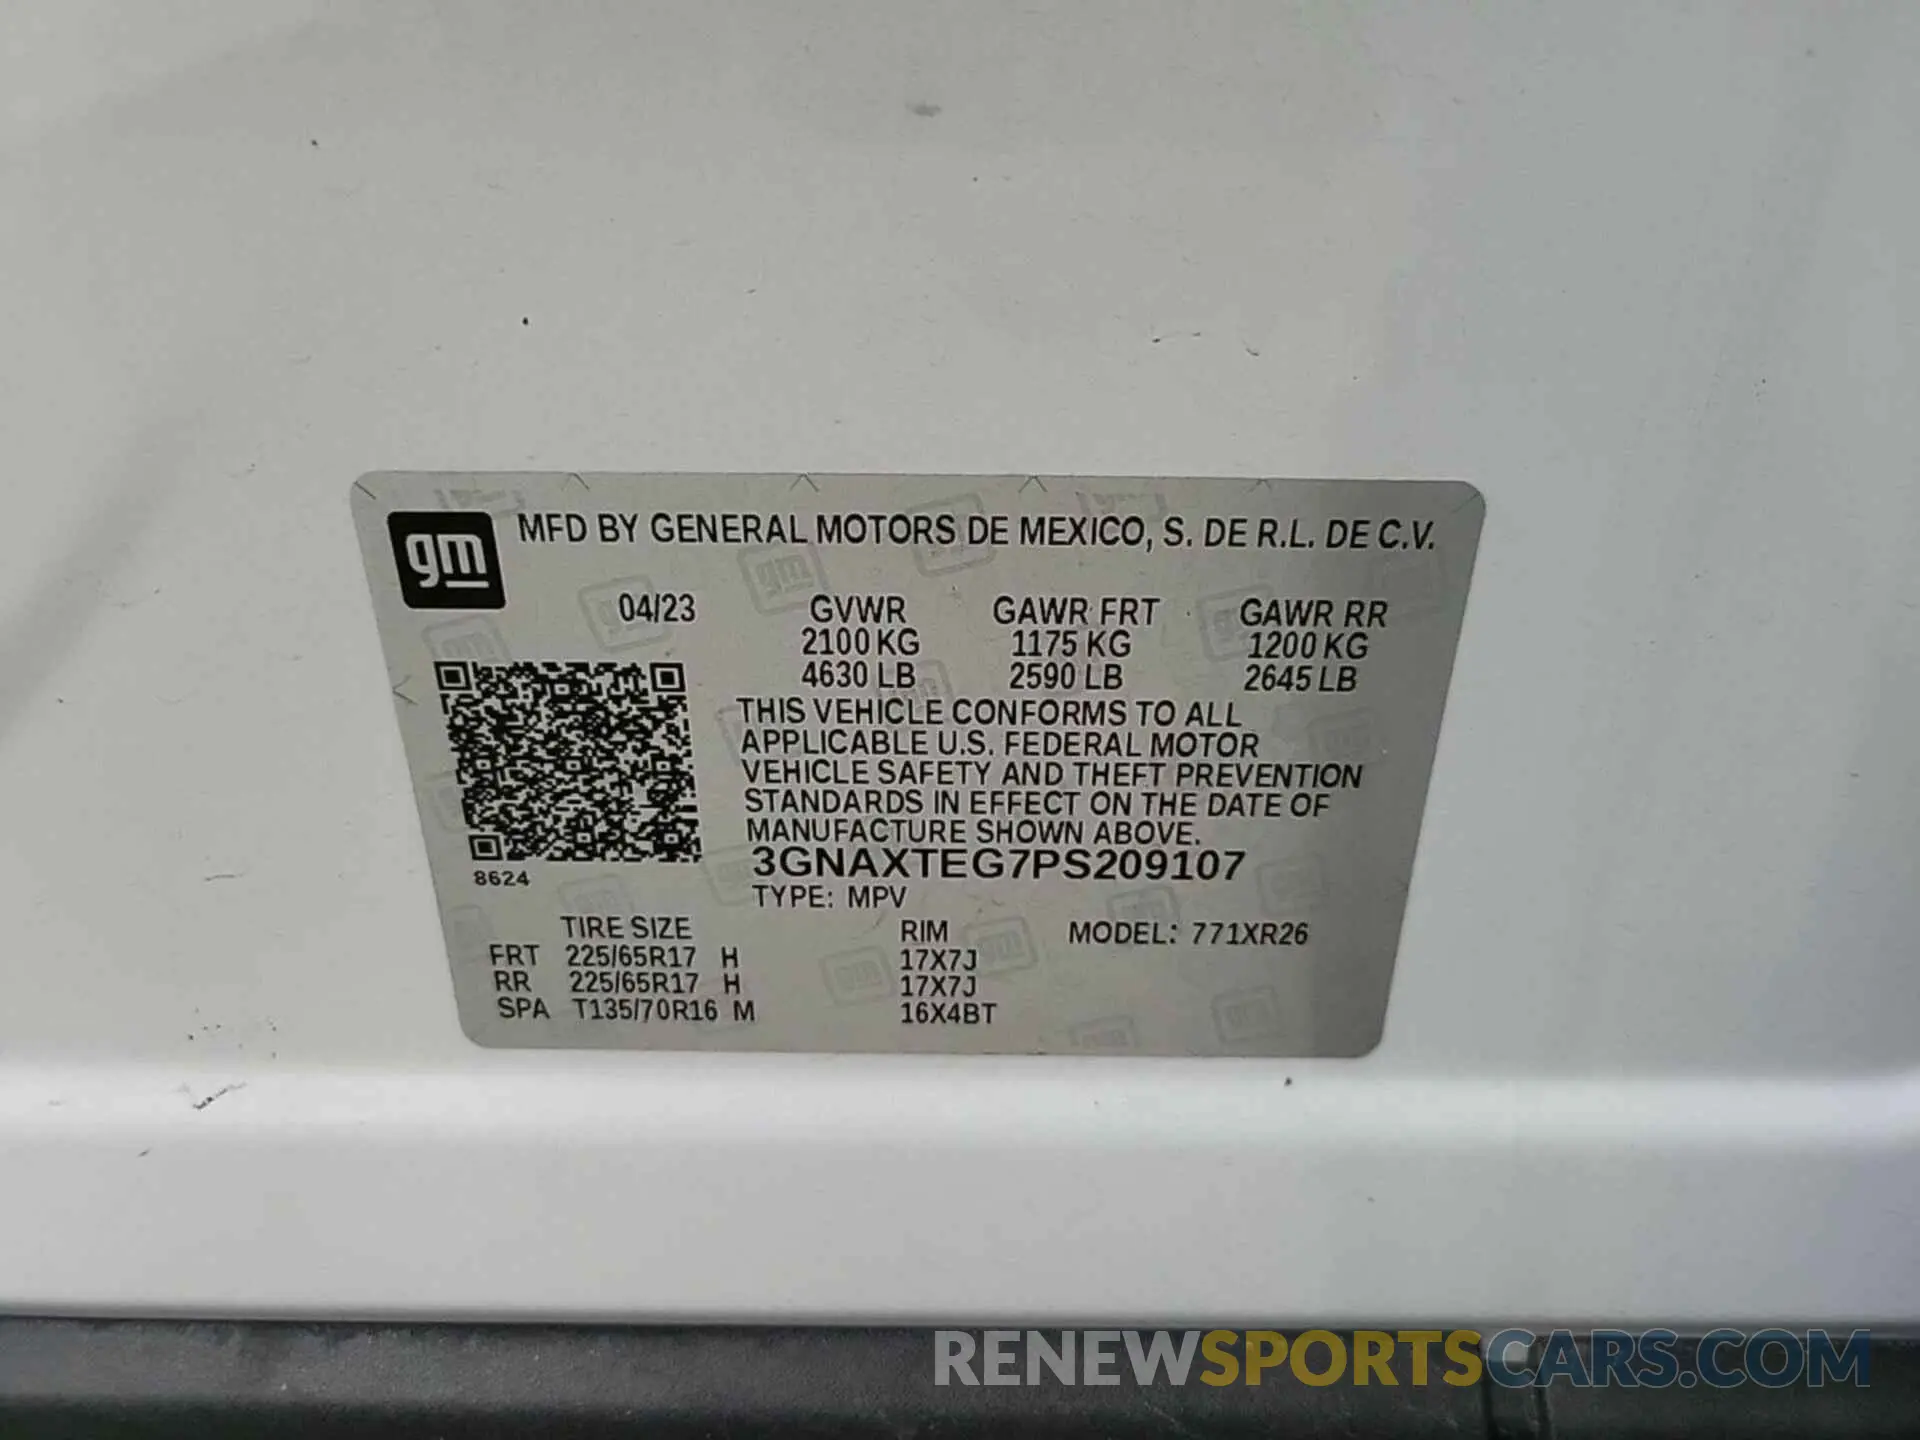 gm MFD BY GENERAL MOTORS DE MEXICO, S. DE R.L. DE C.V.
04/23 GVWR GAWR FRT GAWR RR
2100 KG 1175 KG 1200 KG
4630 LB 2590 LB 2645 LB
THIS VEHICLE CONFORMS TO ALL
APPLICABLE U.S. FEDERAL MOTOR
VEHICLE SAFETY AND THEFT PREVENTION
STANDARDS IN EFFECT ON THE DATE OF
MANUFACTURE SHOWN ABOVE.
3GNAXTEG7PS209107
8624
TYPE: MPV
TIRE SIZE RIM MODEL: 771XR26
FRT 225/65R17 H 17X7J
RR 225/65R17 H 17X7J
SPA T135/70R16 M 16X4BT
RENEWSPORTSCARS.COM